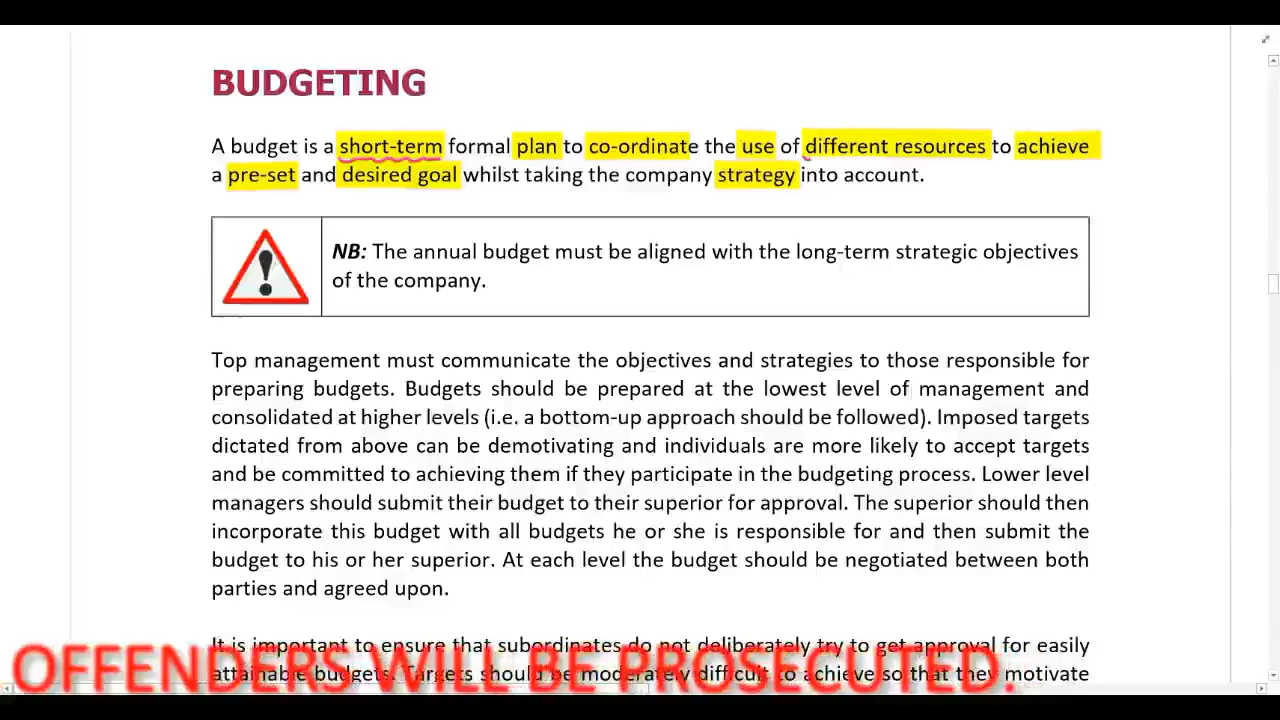 BUDGETING
A budget is a short-term formal plan to co-ordinate the use of different resources to achieve
a pre-set and desired goal whilst taking the company strategy into account.
NB: The annual budget must be aligned with the long-term strategic objectives
of the company.
Top management must communicate the objectives and strategies to those responsible for
preparing budgets. Budgets should be prepared at the lowest level of management and
consolidated at higher levels (i.e. a bottom-up approach should be followed). Imposed targets
dictated from above can be demotivating and individuals are more likely to accept targets
and be committed to achieving them if they participate in the budgeting process. Lower level
managers should submit their budget to their superior for approval. The superior should then
incorporate this budget with all budgets he or she is responsible for and then submit the
budget to his or her superior. At each level the budget should be negotiated between both
parties and agreed upon.
It is important to ensure that subordinates do not deliberately try to get approval for easily
attainable budgets. Targets should be moderately difficult to achieve so that they motivate
OFFENDERS WILL BE PROSECUTED.